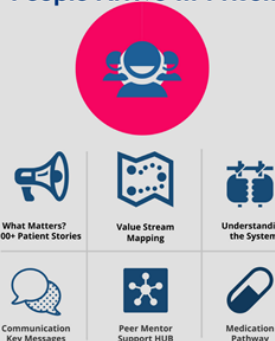 What Matters?
00+ Patient Stories
Value Stream
Mapping
the System
Communication
Key Messages
Peer Mentor
Support HUB
Medication
Pathway